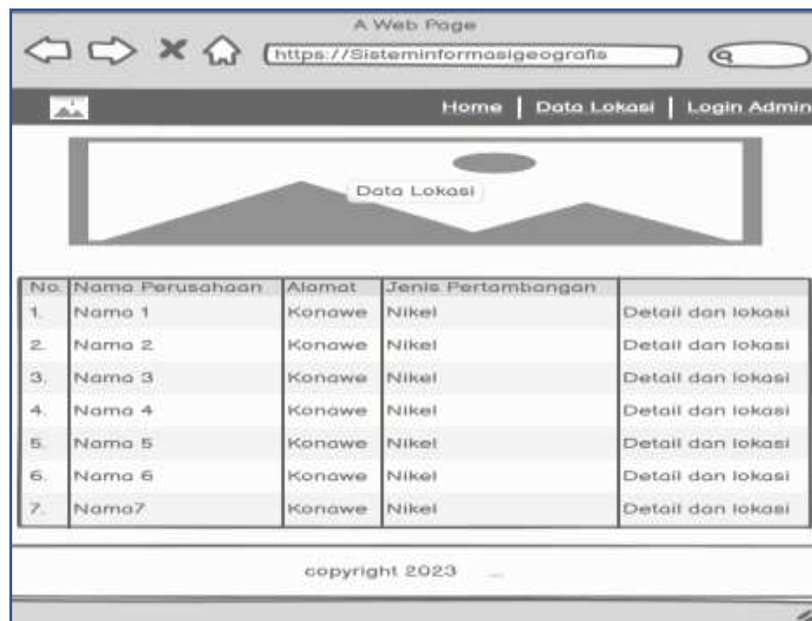 A Web Page
https://Sisteminformasigeografis
Home | Data Lokasi | Login Admin
Data Lokasi
No. Nama Perusahaan Alamat Jenis Pertambangan
1. Nama 1 Konawe Nikel Detail dan lokasi
2. Nama 2 Konawe Nikel Detail dan lokasi
3. Nama 3 Konawe Nikel Detail dan lokasi
4. Nama 4 Konawe Nikel Detail dan lokasi
5. Nama 5 Konawe Nikel Detail dan lokasi
6. Nama 6 Konawe Nikel Detail dan lokasi
7. Nama7 Konawe Nikel Detail dan lokasi
copyright 2023 ...